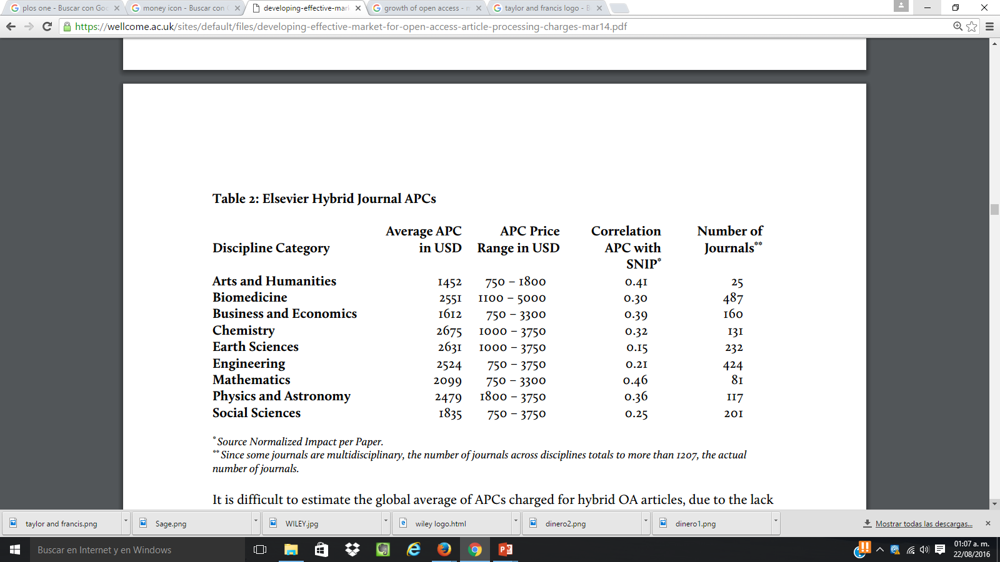 plos one - Buscar con Goo
money icon - Buscar con
developing-effective-mar
growth of open access -
taylor and francis logo - B
https://wellcome.ac.uk/sites/default/files/developing-effective-market-for-open-access-article-processing-charges-mar14.pdf
Table 2: Elsevier Hybrid Journal APCs
Average APC APC Price Correlation Number of
Discipline Category in USD Range in USD APC with Journals**
SNIP*
Arts and Humanities 1452 750 – 1800 0.41 25
Biomedicine 2551 1100 – 5000 0.30 487
Business and Economics 1612 750 – 3300 0.39 160
Chemistry 2675 1000 – 3750 0.32 131
Earth Sciences 2631 1000 – 3750 0.15 232
Engineering 2524 750 – 3750 0.21 424
Mathematics 2099 750 – 3300 0.46 81
Physics and Astronomy 2479 1800 – 3750 0.36 117
Social Sciences 1835 750 – 3750 0.25 201
* Source Normalized Impact per Paper.
** Since some journals are multidisciplinary, the number of journals across disciplines totals to more than 1207, the actual
number of journals.
It is difficult to estimate the global average of APCs charged for hybrid OA articles, due to the lack
taylor and francis.png
Sage.png
WILEY.jpg
wiley logo.html
dinero2.png
dinero1.png
Mostrar todas las descargas...
Buscar en Internet y en Windows
01:07 a. m.
22/08/2016